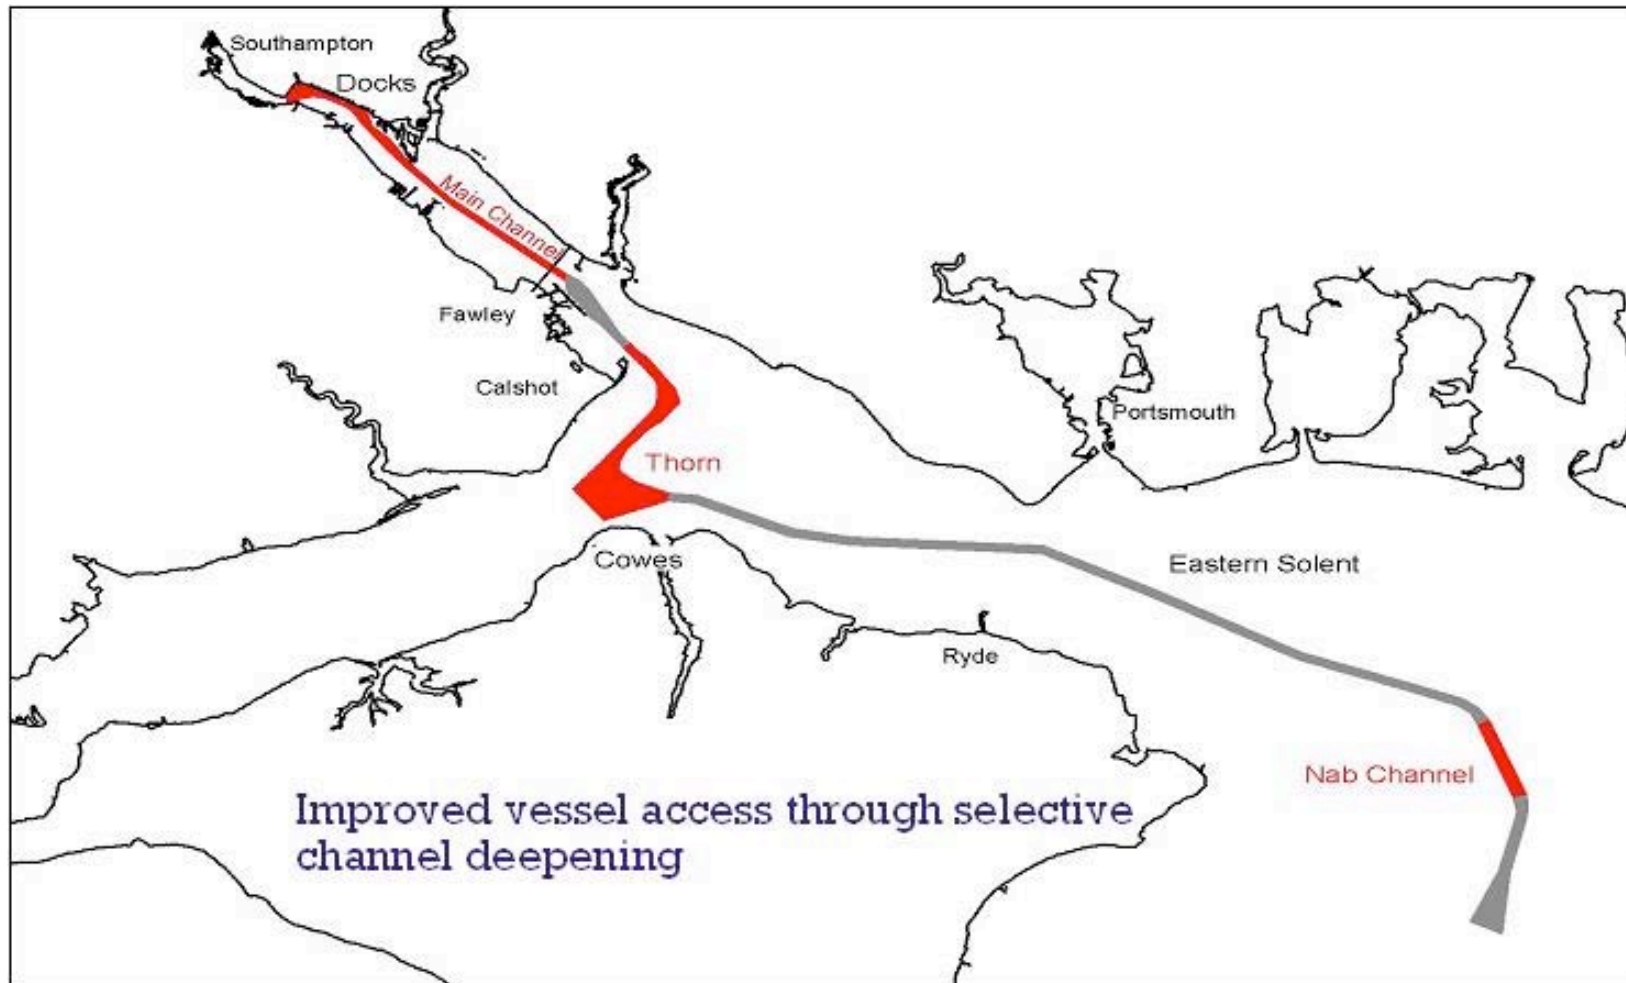 Southampton
Docks
Main Channel
Fawley
Calshot
Portsmouth
Thorn
Cowes
Eastern Solent
Ryde
Nab Channel
Improved vessel access through selective
channel deepening